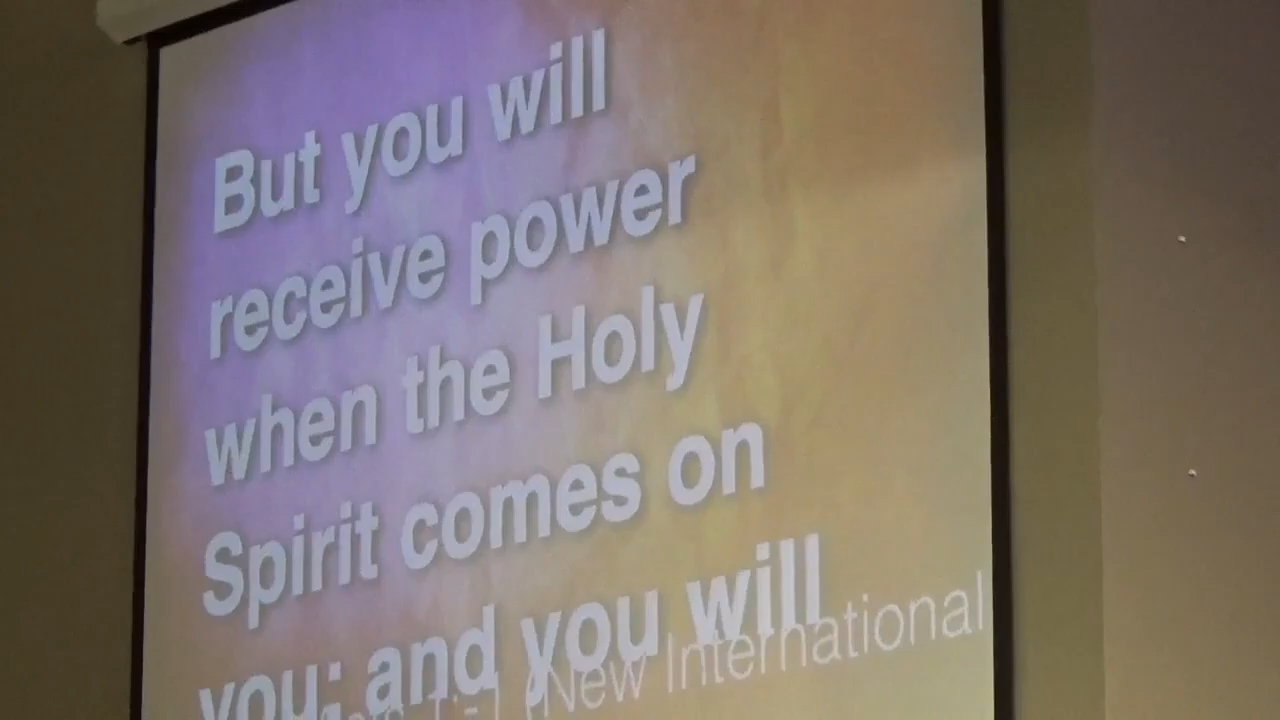 But you will
receive power
when the Holy
Spirit comes on
you; and you will
New International